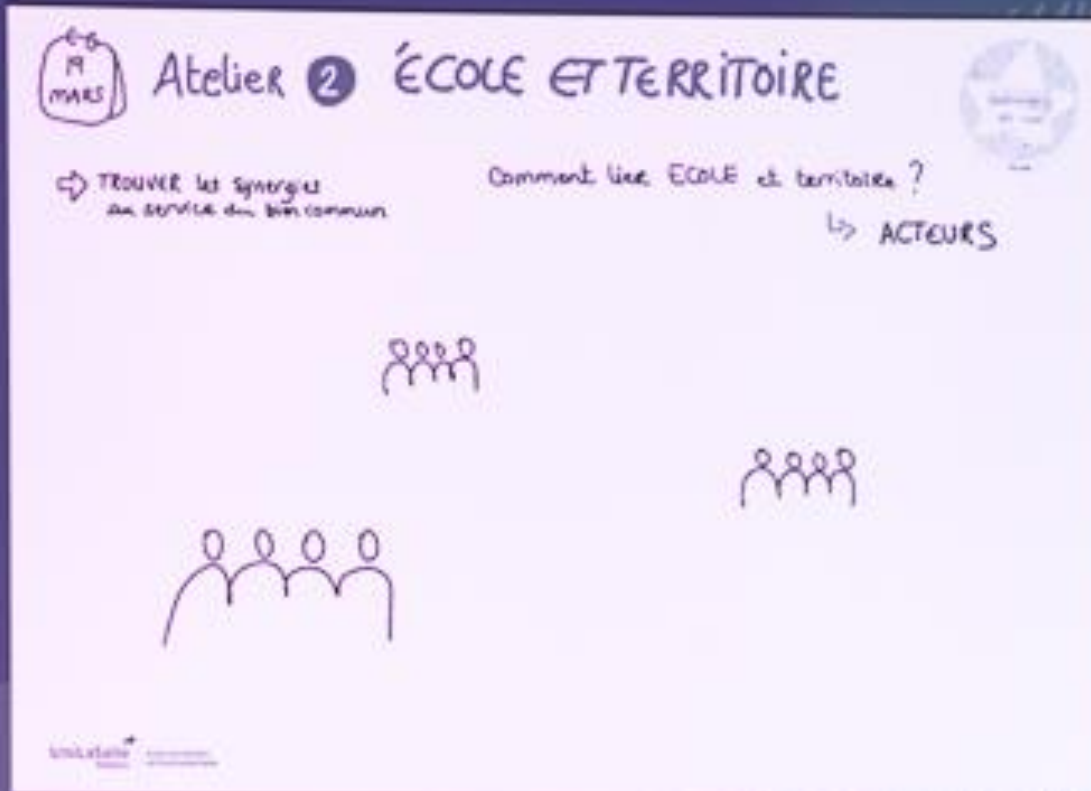 19
MARS
Atelier 2 ÉCOLE ET TERRITOIRE
TROUVER les synergies
au service du bien commun
Comment lier ECOLE et territoire ?
ACTEURS
UniLaSalle